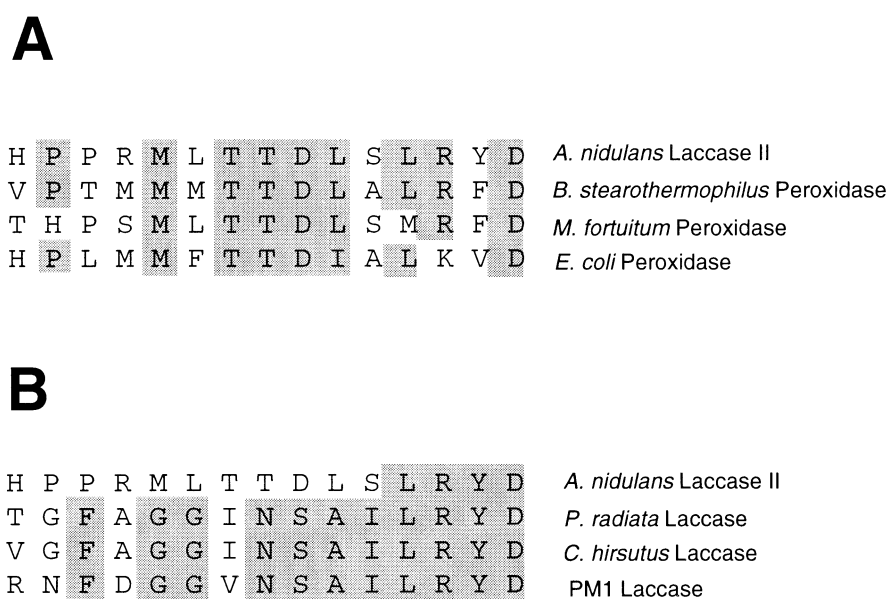 A
H P P R M L T T D L S L R Y D A. nidulans Laccase II
V P T M M M T T D L A L R F D B. stearothermophilus Peroxidase
T H P S M L T T D L S M R F D M. fortuitum Peroxidase
H P L M M F T T D I A L K V D E. coli Peroxidase
B
H P P R M L T T D L S L R Y D A. nidulans Laccase II
T G F A G G I N S A I L R Y D P. radiata Laccase
V G F A G G I N S A I L R Y D C. hirsutus Laccase
R N F D G G V N S A I L R Y D PM1 Laccase